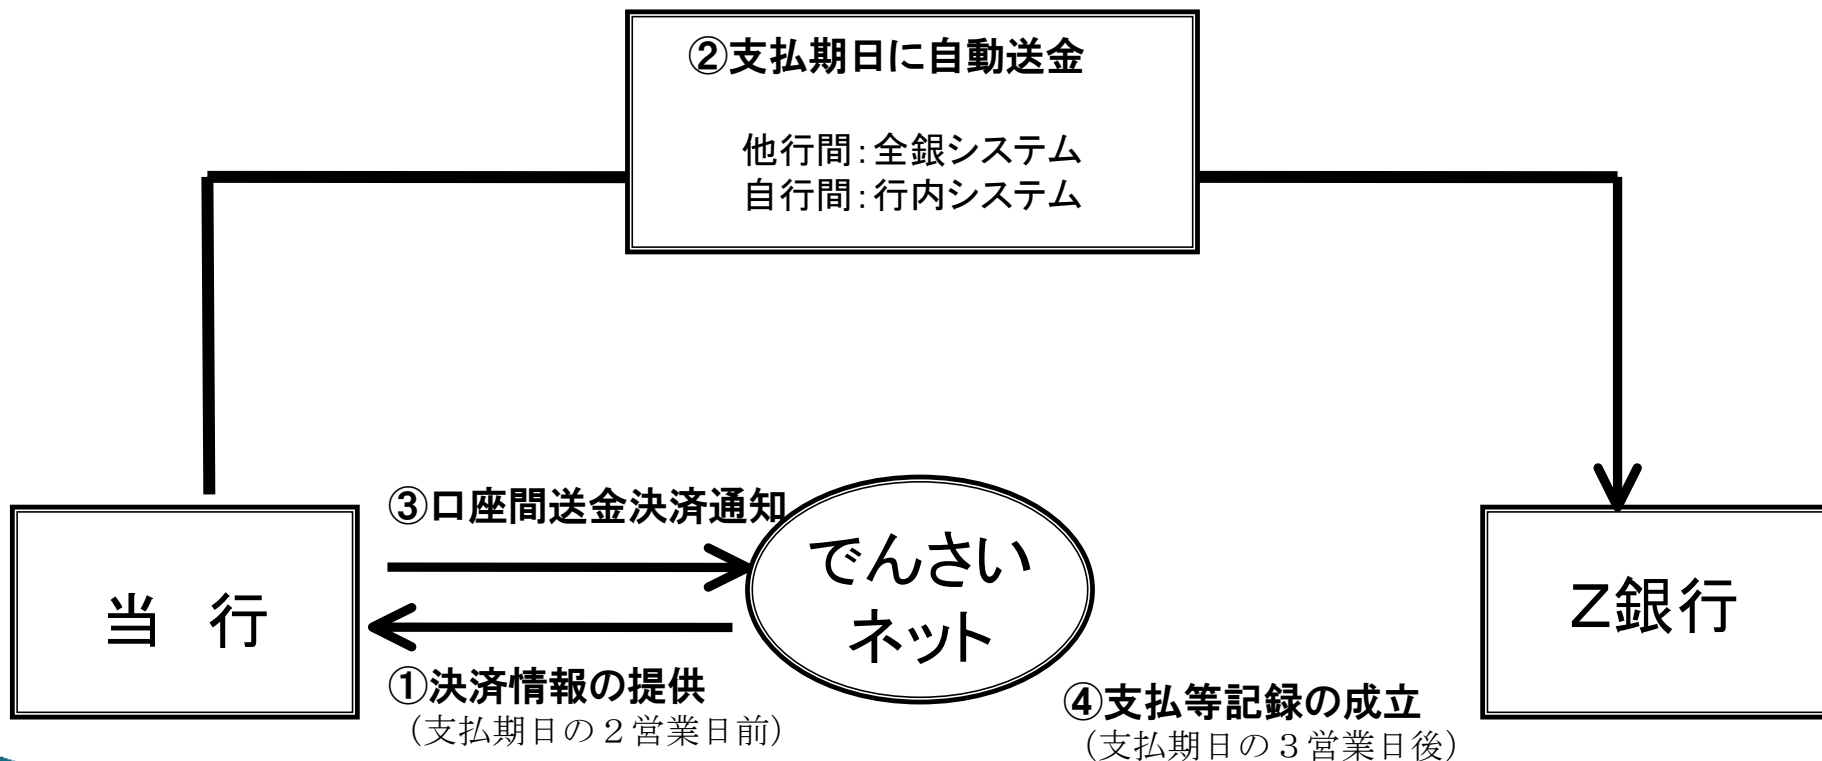 ②支払期日に自動送金
他行間：全銀システム
自行間：行内システム
③口座間送金決済通知
でんさい
ネット
当　行
Z銀行
①決済情報の提供
（支払期日の２営業日前）
④支払等記録の成立
（支払期日の３営業日後）